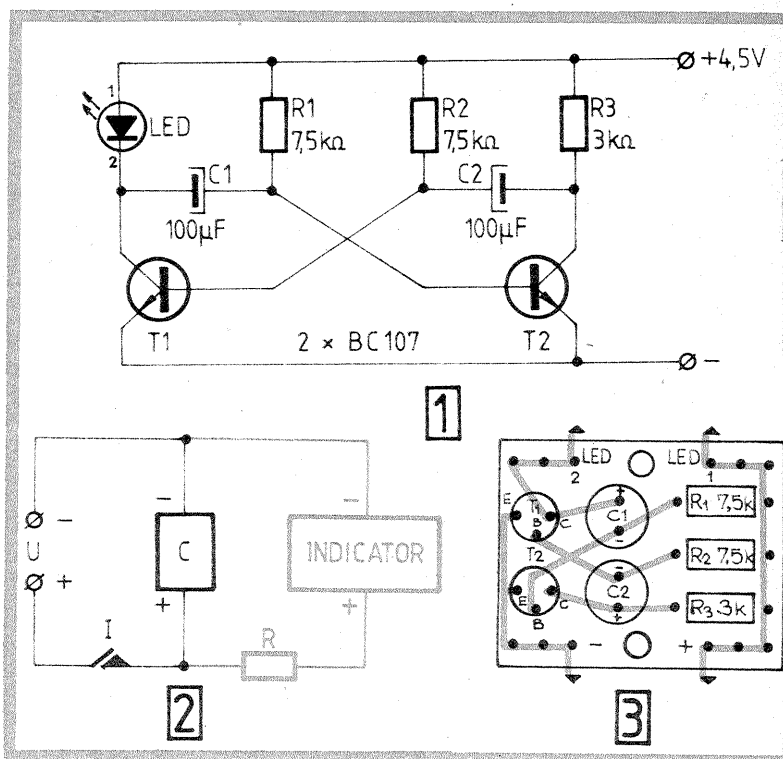 +4,5V
1
LED
2
R1
7,5kΩ
R2
7,5kΩ
R3
3kΩ
C1
100µF
C2
100µF
T1
2 × BC107
T2
-
1
-
-
-
U
C
INDICATOR
+
+
+
I
R
2
LED
2
LED
1
E
T1
B
C
+
C1
-
R1 7,5k
T2
-
C2
+
R2 7,5k
E
C
B
R3 3k
-
+
3